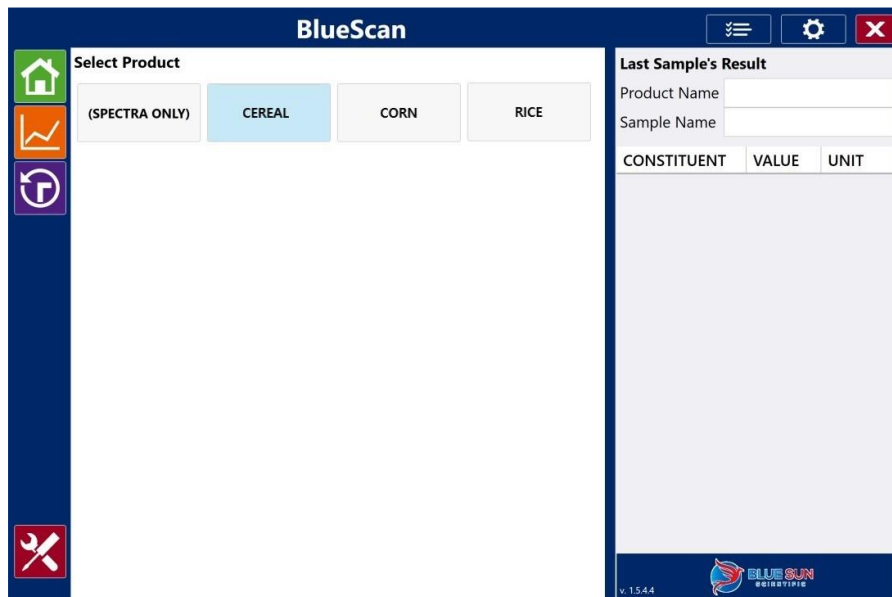 BlueScan
Select Product
(SPECTRA ONLY)
CEREAL
CORN
RICE
Last Sample's Result
Product Name
Sample Name
CONSTITUENT VALUE UNIT
v. 1.5.4.4
BLUE SUN
SCIENTIFIC